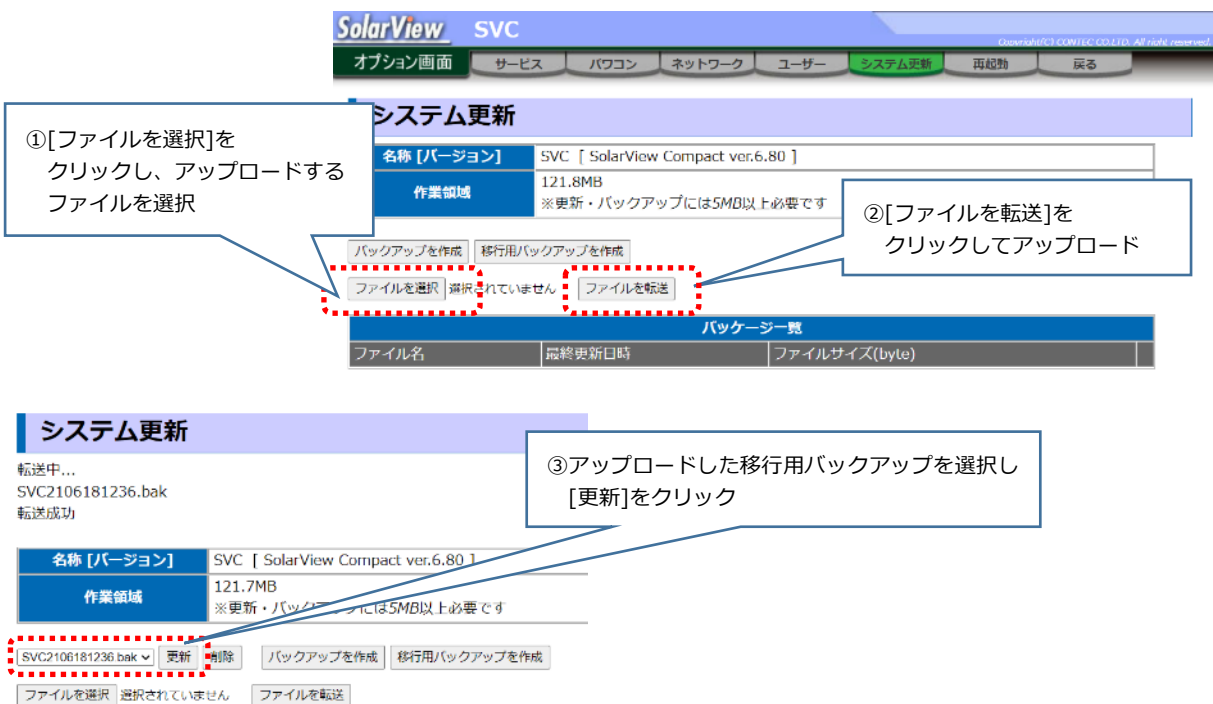 SolarView SVC
Copyright(C) CONTEC CO.,LTD. All right reserved.
オプション画面 サービス パワコン ネットワーク ユーザー システム更新 再起動 戻る
システム更新
①[ファイルを選択]を
クリックし、アップロードする
ファイルを選択
名称 [バージョン] SVC [ SolarView Compact ver.6.80 ]
作業領域 121.8MB
※更新・バックアップには5MB以上必要です
②[ファイルを転送]を
クリックしてアップロード
バックアップを作成 移行用バックアップを作成
ファイルを選択 選択されていません ファイルを転送
パッケージ一覧
ファイル名 最終更新日時 ファイルサイズ(byte)
システム更新
転送中...
SVC2106181236.bak
転送成功
③アップロードした移行用バックアップを選択し
[更新]をクリック
名称 [バージョン] SVC [ SolarView Compact ver.6.80 ]
作業領域 121.7MB
※更新・バックアップには5MB以上必要です
SVC2106181236.bak 更新 削除 バックアップを作成 移行用バックアップを作成
ファイルを選択 選択されていません ファイルを転送